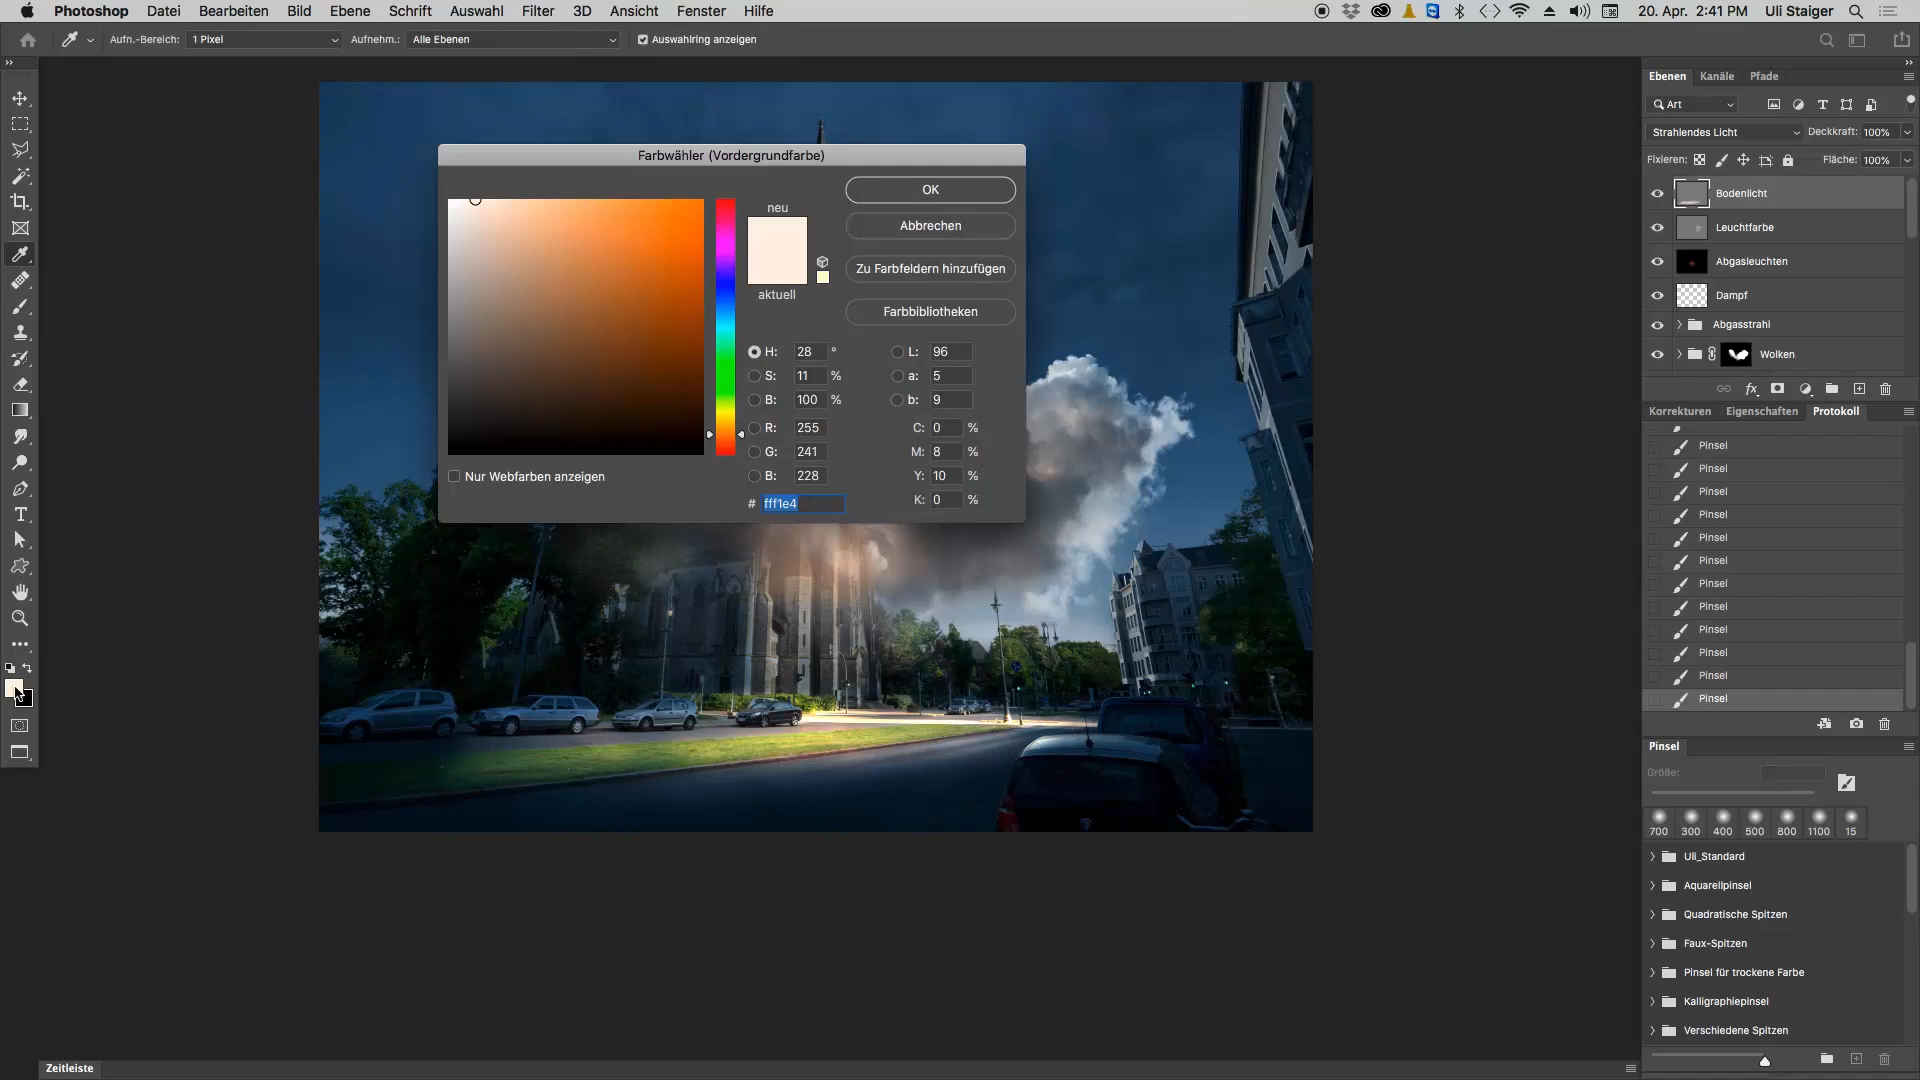 Photoshop Datei Bearbeiten Bild Ebene Schrift Auswahl Filter 3D Ansicht Fenster Hilfe 20. Apr. 2:41 PM Uli Staiger
Aufn.-Bereich: 1 Pixel Aufnehm.: Alle Ebenen Auswahlring anzeigen
Ebenen Kanäle Pfade
Art
Strahlendes Licht Deckkraft: 100%
Fixieren: Fläche: 100%
Bodenlicht
Leuchtfarbe
Abgasleuchten
Dampf
Abgasstrahl
Wolken
fx
Korrekturen Eigenschaften Protokoll
Pinsel
Pinsel
Pinsel
Pinsel
Pinsel
Pinsel
Pinsel
Pinsel
Pinsel
Pinsel
Pinsel
Pinsel
Pinsel
Größe:
700 300 400 500 800 1100 15
Uli_Standard
Aquarellpinsel
Quadratische Spitzen
Faux-Spitzen
Pinsel für trockene Farbe
Kalligraphiepinsel
Verschiedene Spitzen
Farbwähler (Vordergrundfarbe)
neu
aktuell
OK
Abbrechen
Zu Farbfeldern hinzufügen
Farbbibliotheken
H: 28 ° L: 96
S: 11 % a: 5
B: 100 % b: 9
R: 255 C: 0 %
G: 241 M: 8 %
B: 228 Y: 10 %
# fff1e4 K: 0 %
Nur Webfarben anzeigen
Zeitleiste